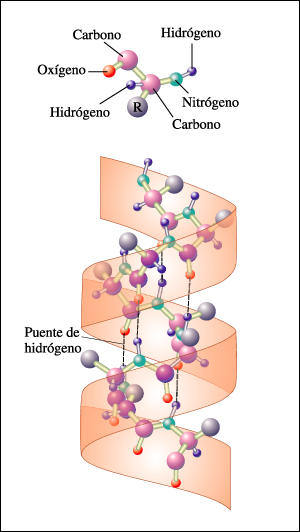 Carbono
Hidrógeno
Oxígeno
Hidrógeno
R
Nitrógeno
Carbono
Puente de
hidrógeno